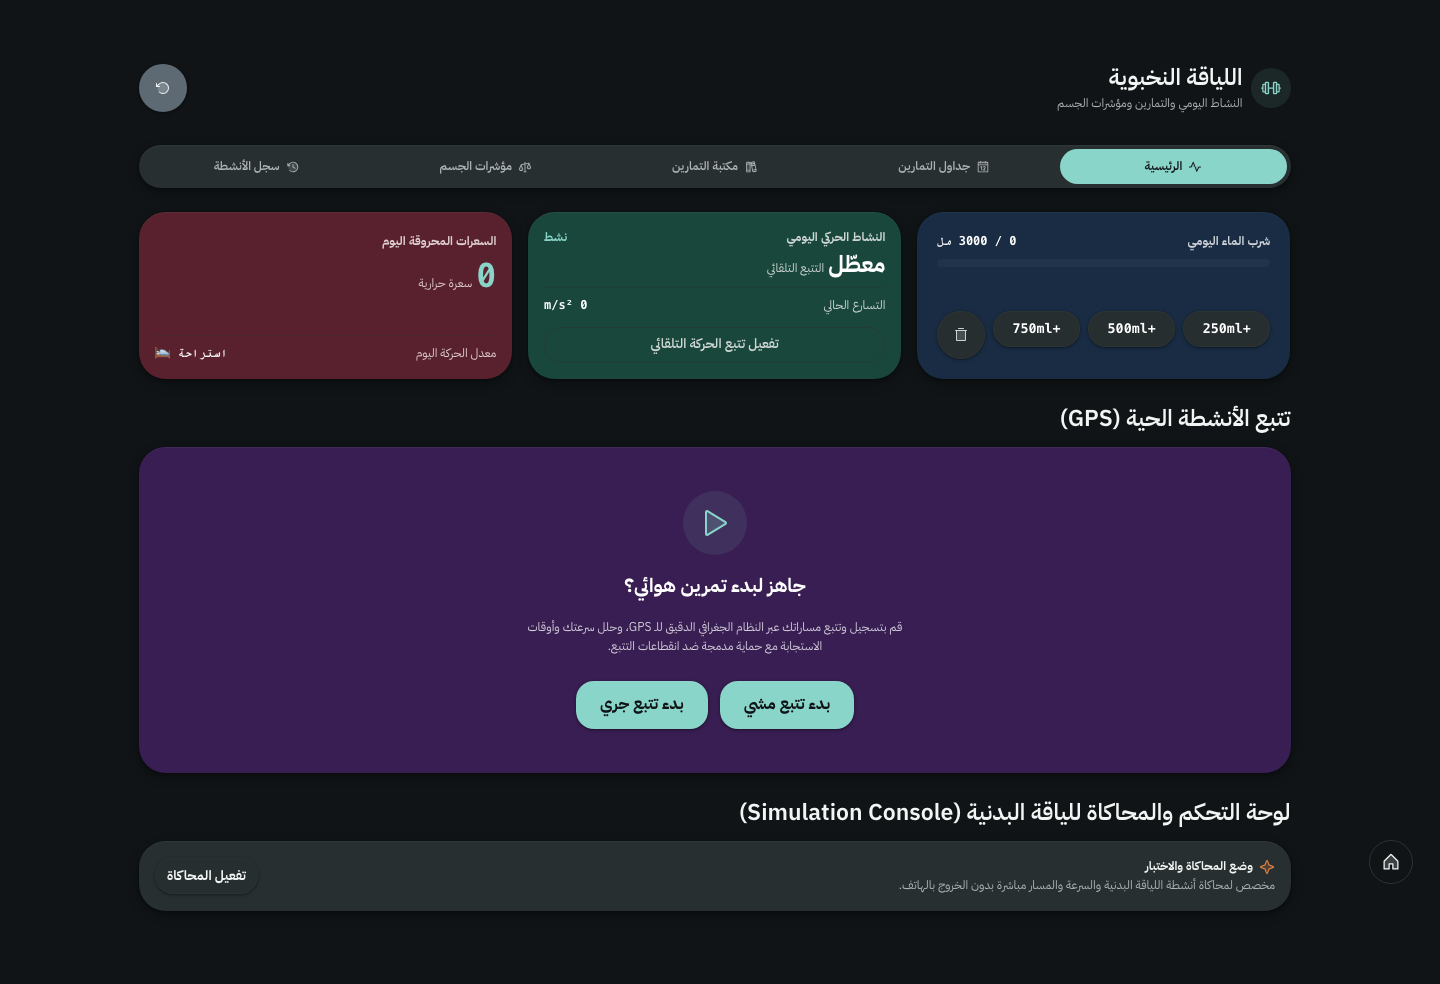 اللياقة النخبوية
النشاط اليومي والتمارين ومؤشرات الجسم
الرئيسية
جداول التمارين
مكتبة التمارين
مؤشرات الجسم
سجل الأنشطة
شرب الماء اليومي
0 / 3000 مل
+250ml
+500ml
+750ml
النشاط الحركي اليومي
نشط
معطّل التتبع التلقائي
التسارع الحالي
0 m/s²
تفعيل تتبع الحركة التلقائي
السعرات المحروقة اليوم
0 سعرة حرارية
معدل الحركة اليوم
استراحة 🛌
تتبع الأنشطة الحية (GPS)
جاهز لبدء تمرين هوائي؟
قم بتسجيل وتتبع مساراتك عبر النظام الجغرافي الدقيق للـ GPS، وحلل سرعتك وأوقات
الاستجابة مع حماية مدمجة ضد انقطاعات التتبع.
بدء تتبع مشي
بدء تتبع جري
لوحة التحكم والمحاكاة للياقة البدنية (Simulation Console)
وضع المحاكاة والاختبار
مخصص لمحاكاة أنشطة اللياقة البدنية والسرعة والمسار مباشرة بدون الخروج بالهاتف.
تفعيل المحاكاة